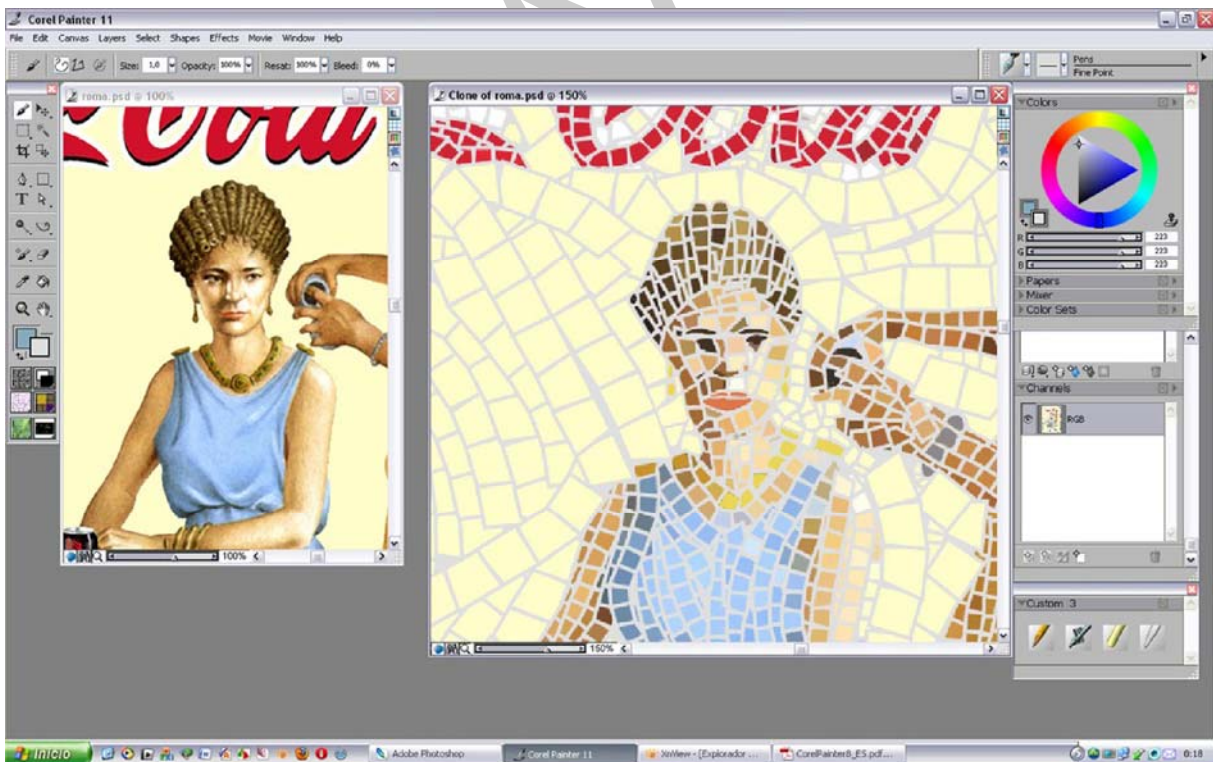 Corel Painter 11
File Edit Canvas Layers Select Shapes Effects Movie Window Help
Size: 1,0 Opacity: 100% Resat: 100% Bleed: 0%
Pens
Fine Point
roma.psd @ 100%
Clone of roma.psd @ 150%
Colors
Cola
R 223
G 223
B 223
Papers
Mixer
Color Sets
Channels
RGB
100%
Custom 3
150%
Inicio Adobe Photoshop Corel Painter 11 XnView - [Explorador ... CorelPainter8_ES.pdf... 0:18